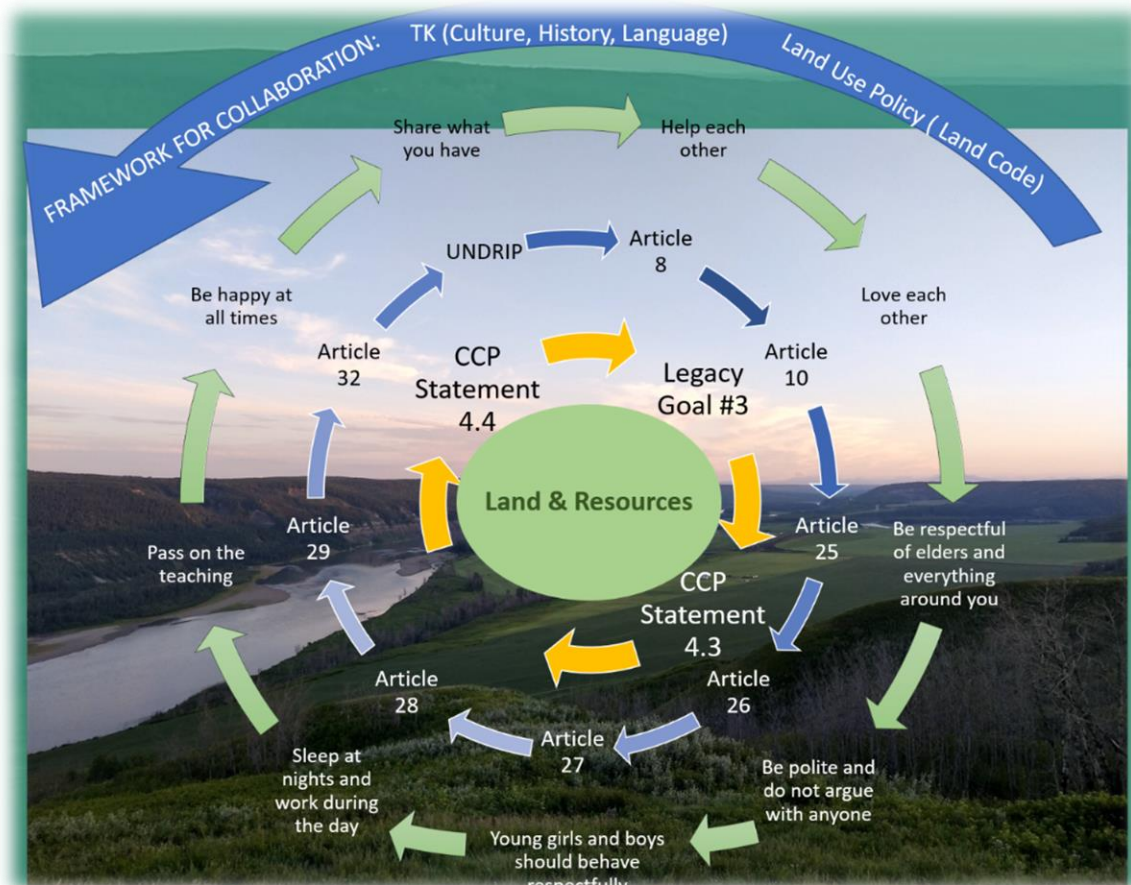 FRAMEWORK FOR COLLABORATION:
TK (Culture, History, Language)
Land Use Policy ( Land Code)
Share what
you have
Help each
other
Love each
other
Be respectful
of elders and
everything
around you
Be polite and
do not argue
with anyone
Young girls and boys
should behave
respectfully
Sleep at
nights and
work during
the day
Pass on the
teaching
Be happy at
all times
UNDRIP
Article
8
Article
10
Article
25
Article
26
Article
27
Article
28
Article
29
Article
32
CCP
Statement
4.4
Legacy
Goal #3
CCP
Statement
4.3
Land & Resources